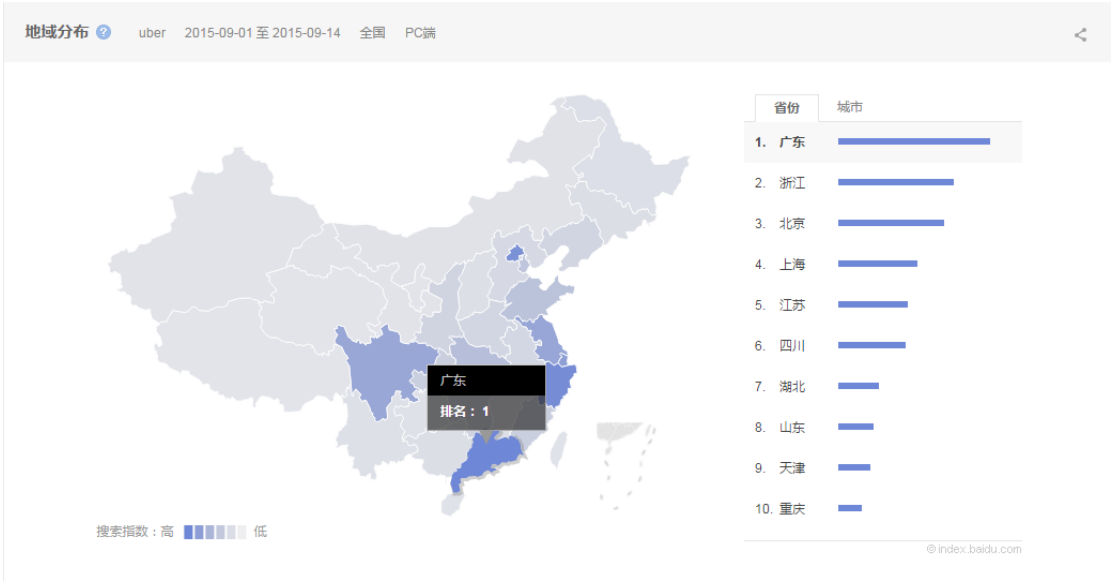 地域分布 ? uber 2015-09-01 至 2015-09-14 全国 PC端
省份 城市
1. 广东
2. 浙江
3. 北京
4. 上海
5. 江苏
6. 四川
7. 湖北
8. 山东
9. 天津
10. 重庆
广东
排名： 1
搜索指数：高 低
©index.baidu.com